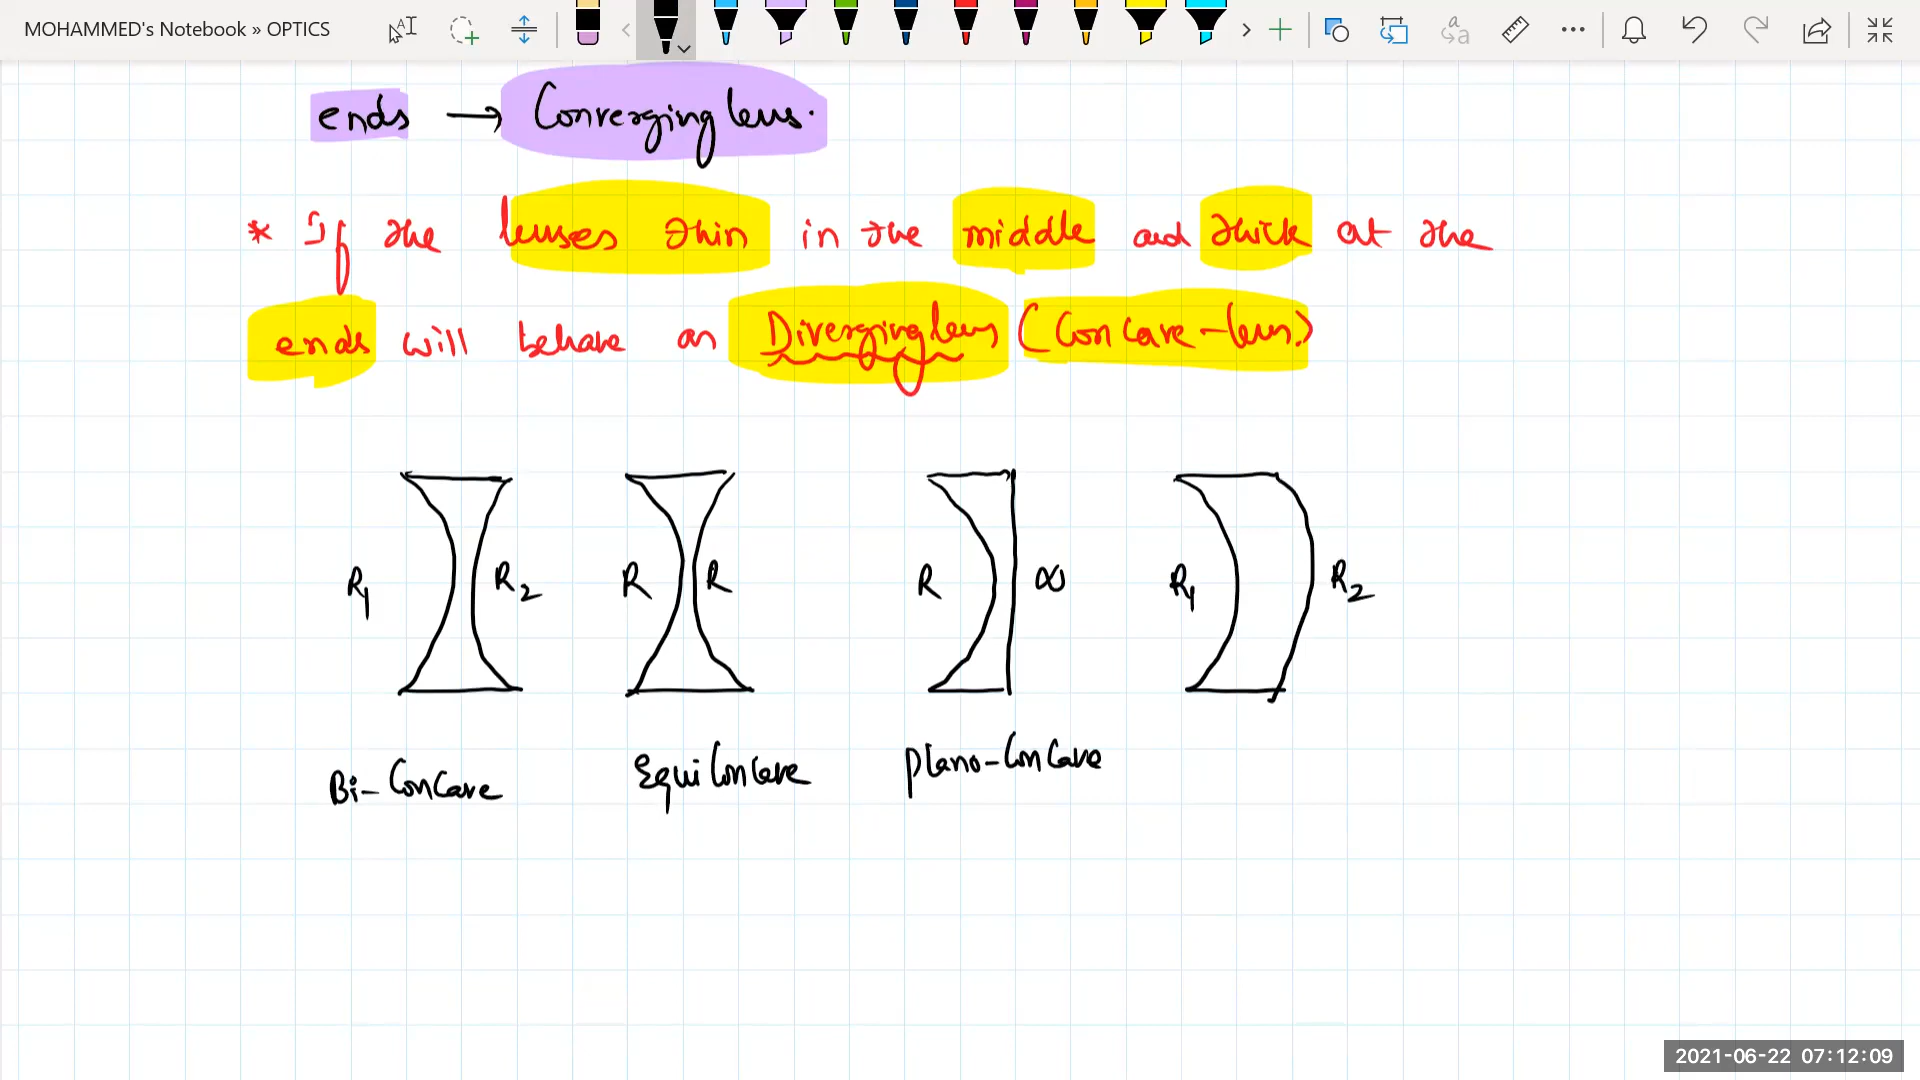 MOHAMMED's Notebook » OPTICS
ends → Converging lens.
* If the lenses thin in the middle and thick at the
ends will behave as Diverging lens (Concave-lens)
R1 R2 R R R ∞ R1 R2
Bi-Concave Equi Concave Plano-Concave
2021-06-22 07:12:09